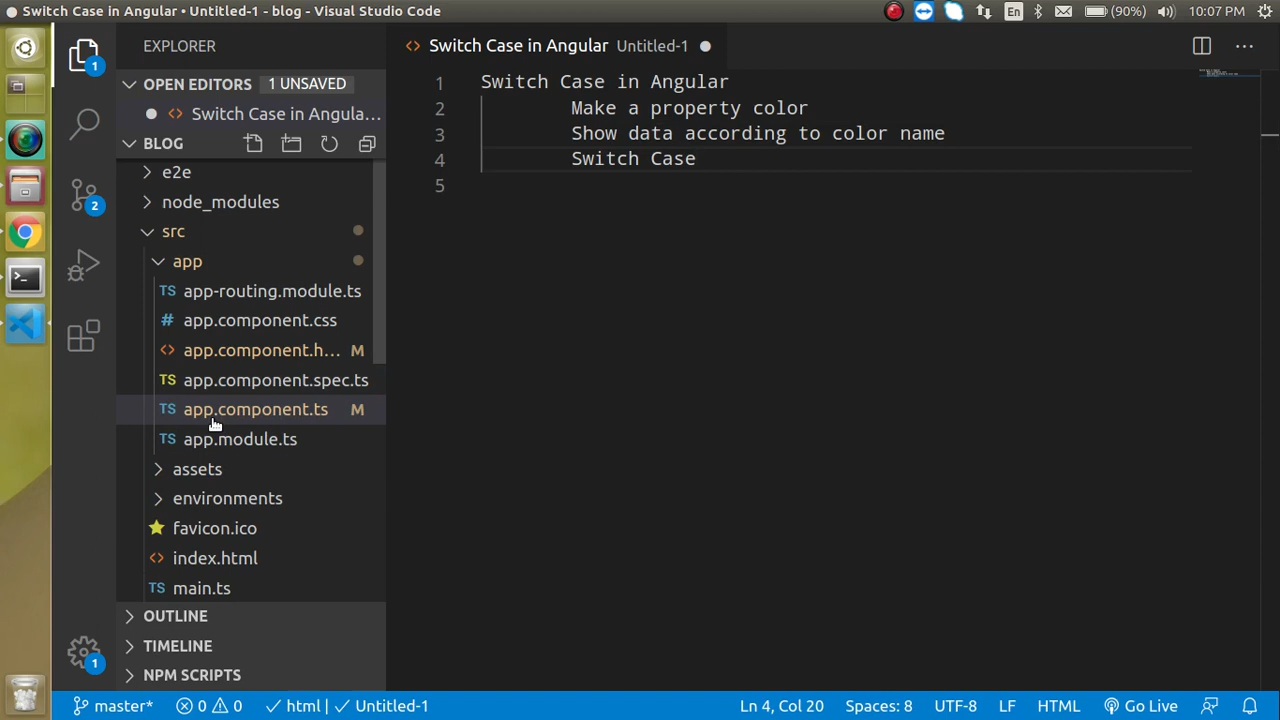 Switch Case in Angular • Untitled-1 - blog - Visual Studio Code
En
(90%)
10:07 PM
EXPLORER
Switch Case in Angular Untitled-1
OPEN EDITORS 1 UNSAVED
Switch Case in Angula...
BLOG
e2e
node_modules
src
app
app-routing.module.ts
app.component.css
app.component.h... M
app.component.spec.ts
app.component.ts M
app.module.ts
assets
environments
favicon.ico
index.html
main.ts
OUTLINE
TIMELINE
NPM SCRIPTS
1 Switch Case in Angular
2 Make a property color
3 Show data according to color name
4 Switch Case
5
1
2
1
master* 0 0 html | Untitled-1 Ln 4, Col 20 Spaces: 8 UTF-8 LF HTML Go Live